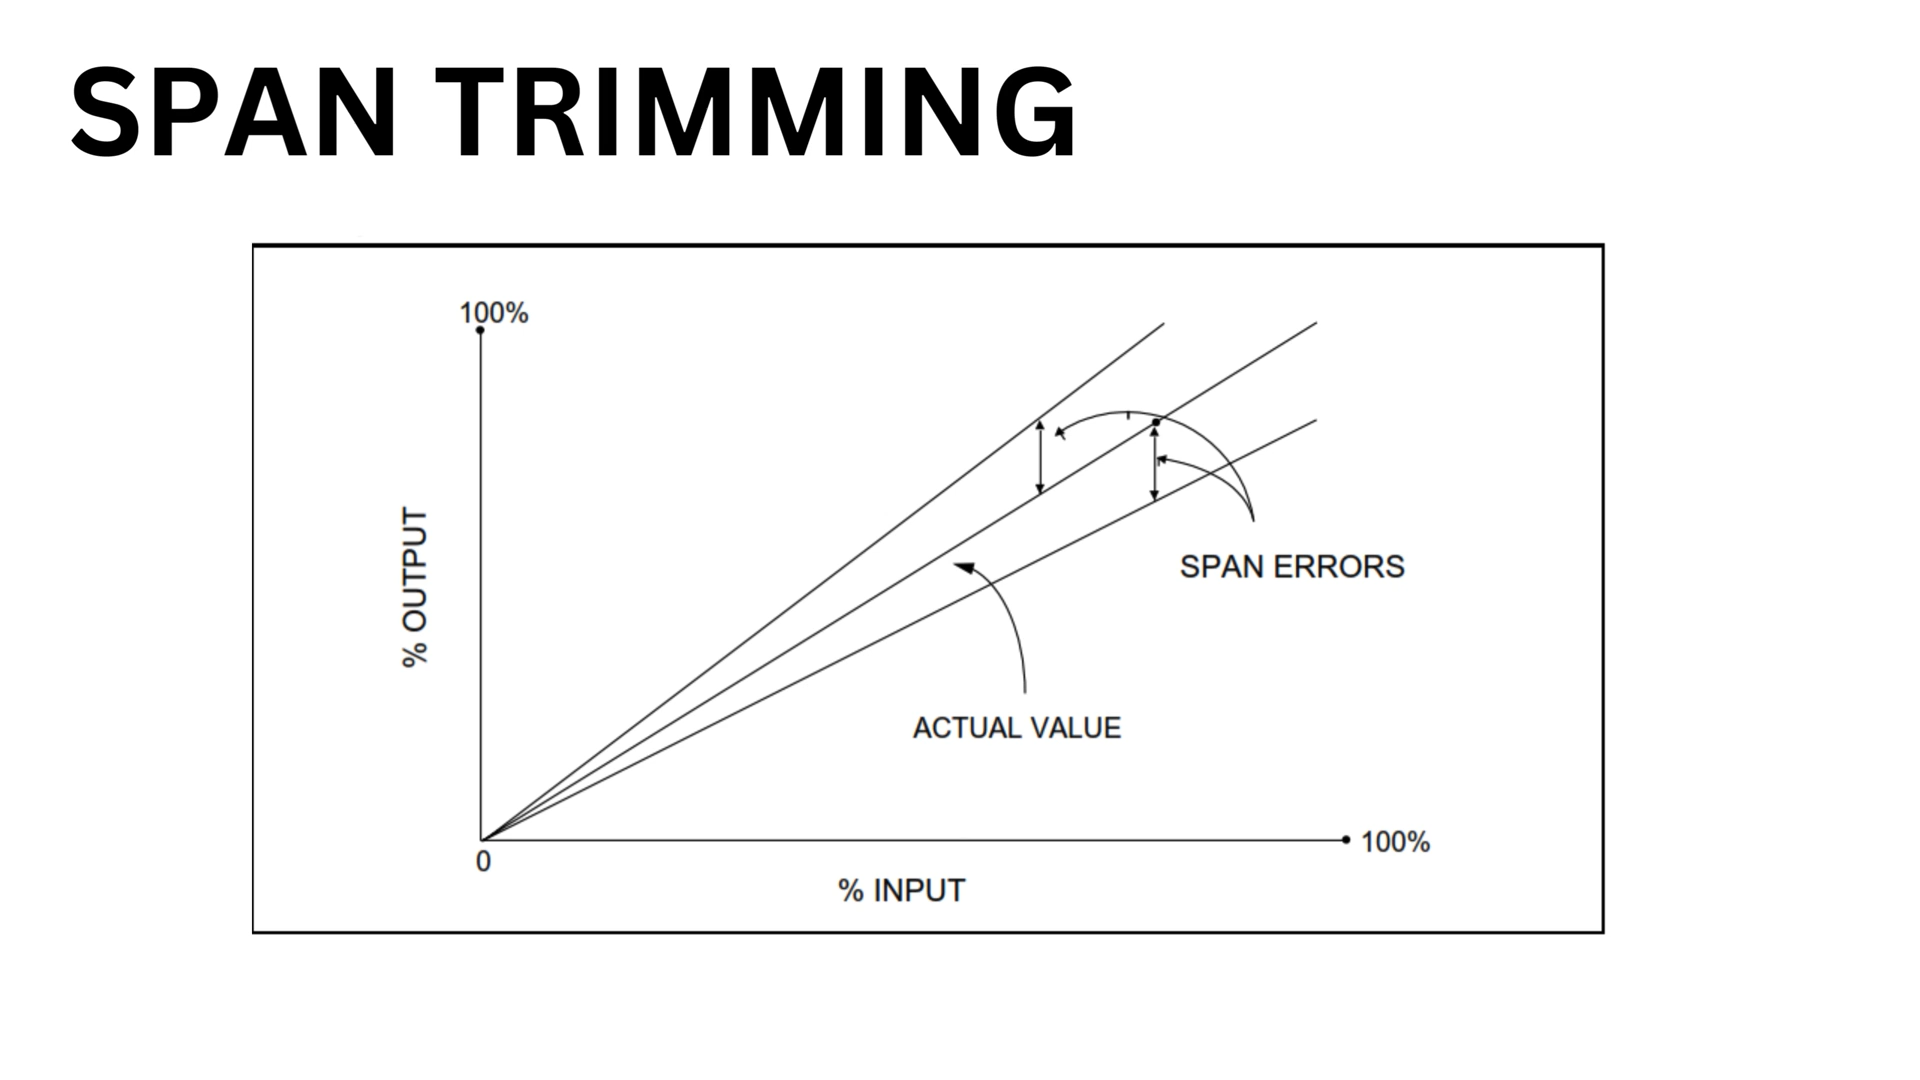 SPAN TRIMMING
100%
% OUTPUT
SPAN ERRORS
ACTUAL VALUE
100%
0
% INPUT